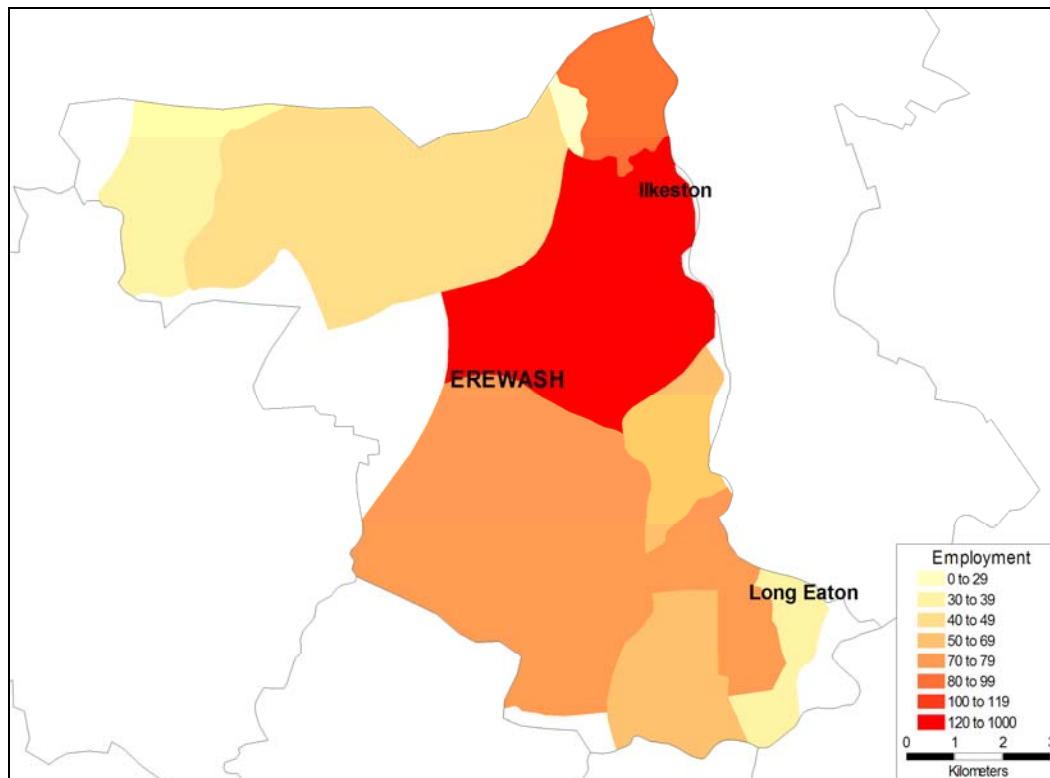 Ilkeston
EREWASH
Long Eaton
Employment
0 to 29
30 to 39
40 to 49
50 to 69
70 to 79
80 to 99
100 to 119
120 to 1000
0 1 2 3
Kilometers